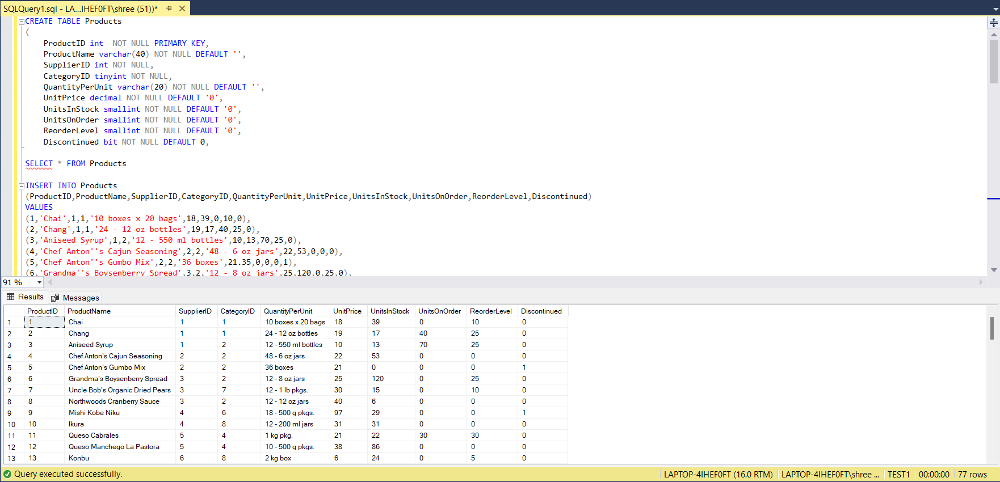 SQLQuery1.sql - LA...IHEF0FT\shree (51))*
CREATE TABLE Products
(
ProductID int  NOT NULL PRIMARY KEY,
ProductName varchar(40) NOT NULL DEFAULT '',
SupplierID int NOT NULL,
CategoryID tinyint NOT NULL,
QuantityPerUnit varchar(20) NOT NULL DEFAULT '',
UnitPrice decimal NOT NULL DEFAULT '0',
UnitsInStock smallint NOT NULL DEFAULT '0',
UnitsOnOrder smallint NOT NULL DEFAULT '0',
ReorderLevel smallint NOT NULL DEFAULT '0',
Discontinued bit NOT NULL DEFAULT 0,
SELECT * FROM Products
INSERT INTO Products
(ProductID,ProductName,SupplierID,CategoryID,QuantityPerUnit,UnitPrice,UnitsInStock,UnitsOnOrder,ReorderLevel,Discontinued)
VALUES
(1,'Chai',1,1,'10 boxes x 20 bags',18,39,0,10,0),
(2,'Chang',1,1,'24 - 12 oz bottles',19,17,40,25,0),
(3,'Aniseed Syrup',1,2,'12 - 550 ml bottles',10,13,70,25,0),
(4,'Chef Anton''s Cajun Seasoning',2,2,'48 - 6 oz jars',22,53,0,0,0),
(5,'Chef Anton''s Gumbo Mix',2,2,'36 boxes',21.35,0,0,0,1),
(6,'Grandma''s Boysenberry Spread',3,2,'12 - 8 oz jars',25,120,0,25,0),
91 %
Results Messages
ProductID ProductName SupplierID CategoryID QuantityPerUnit UnitPrice UnitsInStock UnitsOnOrder ReorderLevel Discontinued
1 1 Chai 1 1 10 boxes x 20 bags 18 39 0 10 0
2 2 Chang 1 1 24 - 12 oz bottles 19 17 40 25 0
3 3 Aniseed Syrup 1 2 12 - 550 ml bottles 10 13 70 25 0
4 4 Chef Anton's Cajun Seasoning 2 2 48 - 6 oz jars 22 53 0 0 0
5 5 Chef Anton's Gumbo Mix 2 2 36 boxes 21 0 0 0 1
6 6 Grandma's Boysenberry Spread 3 2 12 - 8 oz jars 25 120 0 25 0
7 7 Uncle Bob's Organic Dried Pears 3 7 12 - 1 lb pkgs. 30 15 0 10 0
8 8 Northwoods Cranberry Sauce 3 2 12 - 12 oz jars 40 6 0 0 0
9 9 Mishi Kobe Niku 4 6 18 - 500 g pkgs. 97 29 0 0 1
10 10 Ikura 4 8 12 - 200 ml jars 31 31 0 0 0
11 11 Queso Cabrales 5 4 1 kg pkg. 21 22 30 30 0
12 12 Queso Manchego La Pastora 5 4 10 - 500 g pkgs. 38 86 0 0 0
13 13 Konbu 6 8 2 kg box 6 24 0 5 0
Query executed successfully. LAPTOP-4IHEF0FT (16.0 RTM) LAPTOP-4IHEF0FT\shree ... TEST1 00:00:00 77 rows